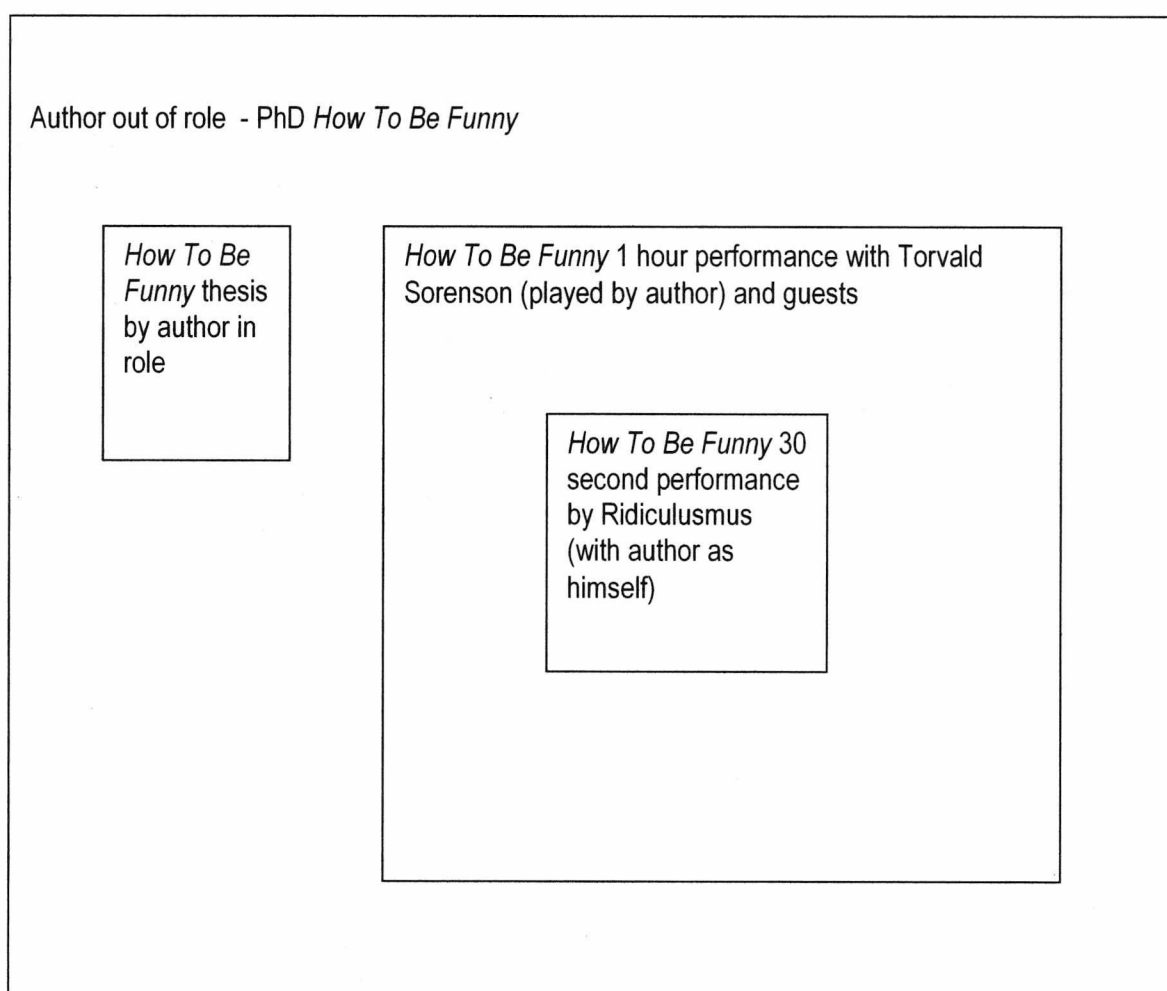 Author out of role - PhD How To Be Funny
How To Be
Funny thesis
by author in
role
How To Be Funny 1 hour performance with Torvald
Sorenson (played by author) and guests
How To Be Funny 30
second performance
by Ridiculusmus
(with author as
himself)